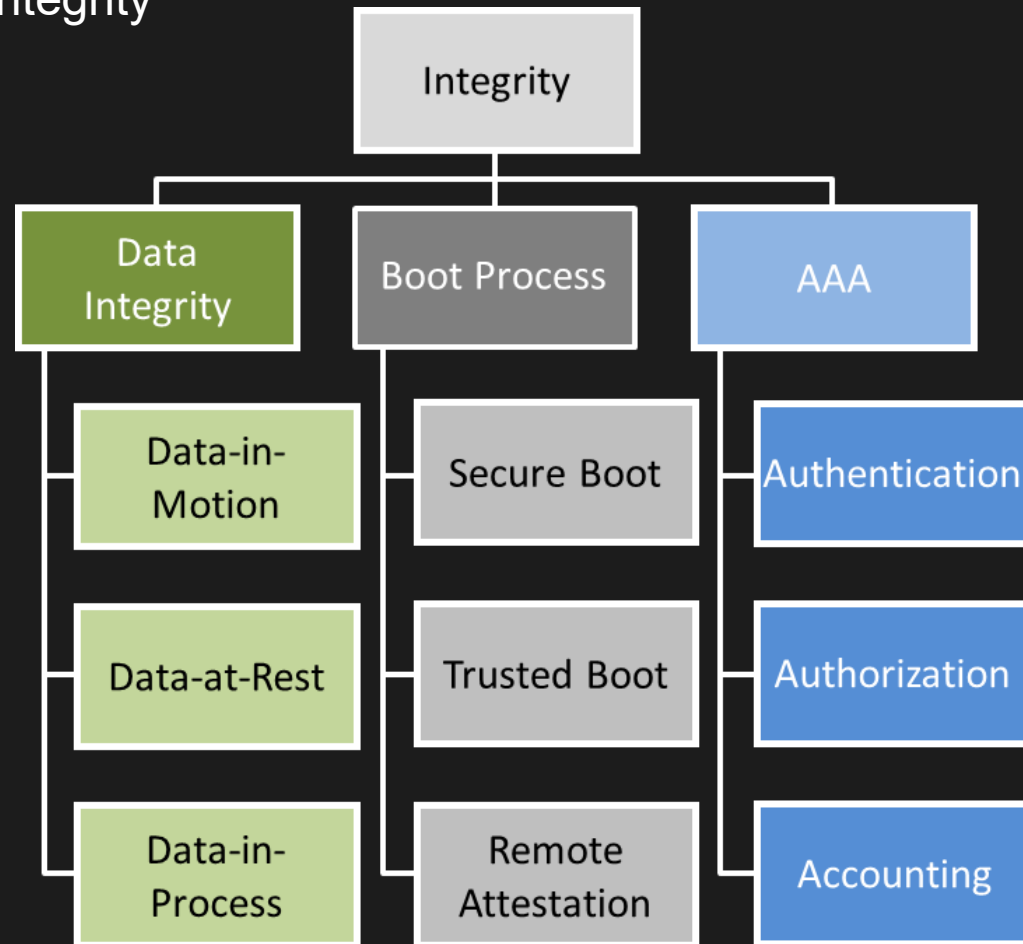 ntegrity
Integrity
Data
Integrity
Boot Process
AAA
Data-in-
Motion
Secure Boot
Authentication
Data-at-Rest
Trusted Boot
Authorization
Data-in-
Process
Remote
Attestation
Accounting